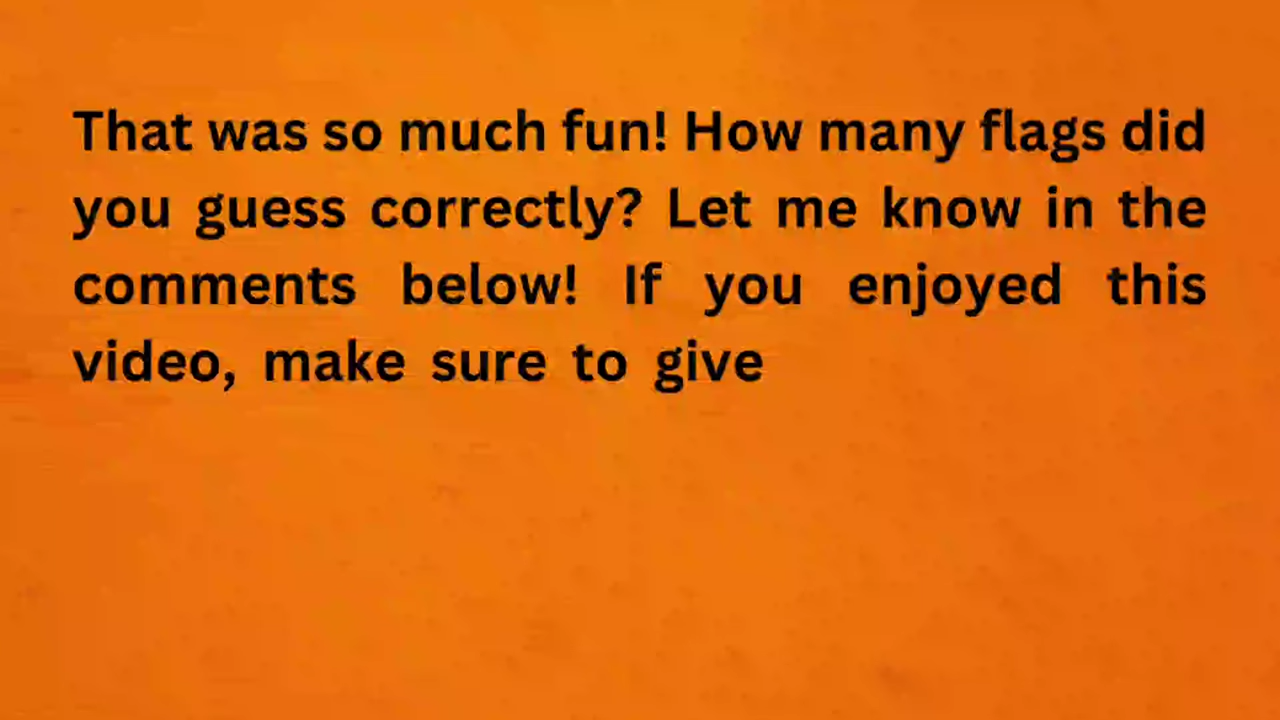 That was so much fun! How many flags did
you guess correctly? Let me know in the
comments below! If you enjoyed this
video, make sure to give